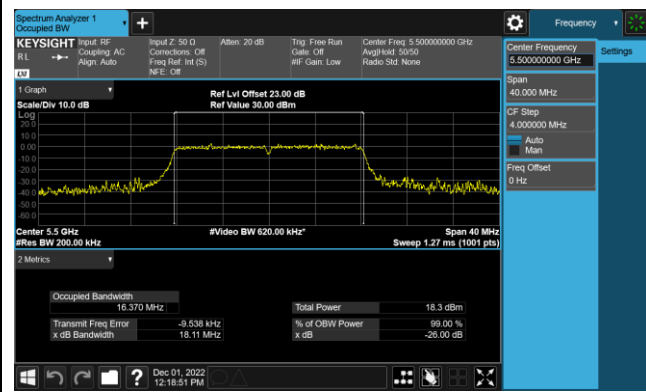 Spectrum Analyzer 1
Occupied BW
Frequency
KEYSIGHT
RL
LXI
Input: RF
Coupling: AC
Align: Auto
Input Z: 50 Ω
Corrections: Off
Freq Ref: Int (S)
NFE: Off
Atten: 20 dB
Trig: Free Run
Gate: Off
#IF Gain: Low
Center Freq: 5.500000000 GHz
Avg|Hold: 50/50
Radio Std: None
Center Frequency
5.500000000 GHz
Settings
Span
40.000 MHz
CF Step
4.000000 MHz
Auto
Man
Freq Offset
0 Hz
1 Graph
Scale/Div 10.0 dB
Ref Lvl Offset 23.00 dB
Ref Value 30.00 dBm
Log
20.0
10.0
0.00
-10.0
-20.0
-30.0
-40.0
-50.0
-60.0
Center 5.5 GHz
#Video BW 620.00 kHz*
Span 40 MHz
#Res BW 200.00 kHz
Sweep 1.27 ms (1001 pts)
2 Metrics
Occupied Bandwidth
16.370 MHz
Total Power 18.3 dBm
Transmit Freq Error -9.538 kHz
% of OBW Power 99.00 %
x dB Bandwidth 18.11 MHz
x dB -26.00 dB
Dec 01, 2022
12:18:51 PM